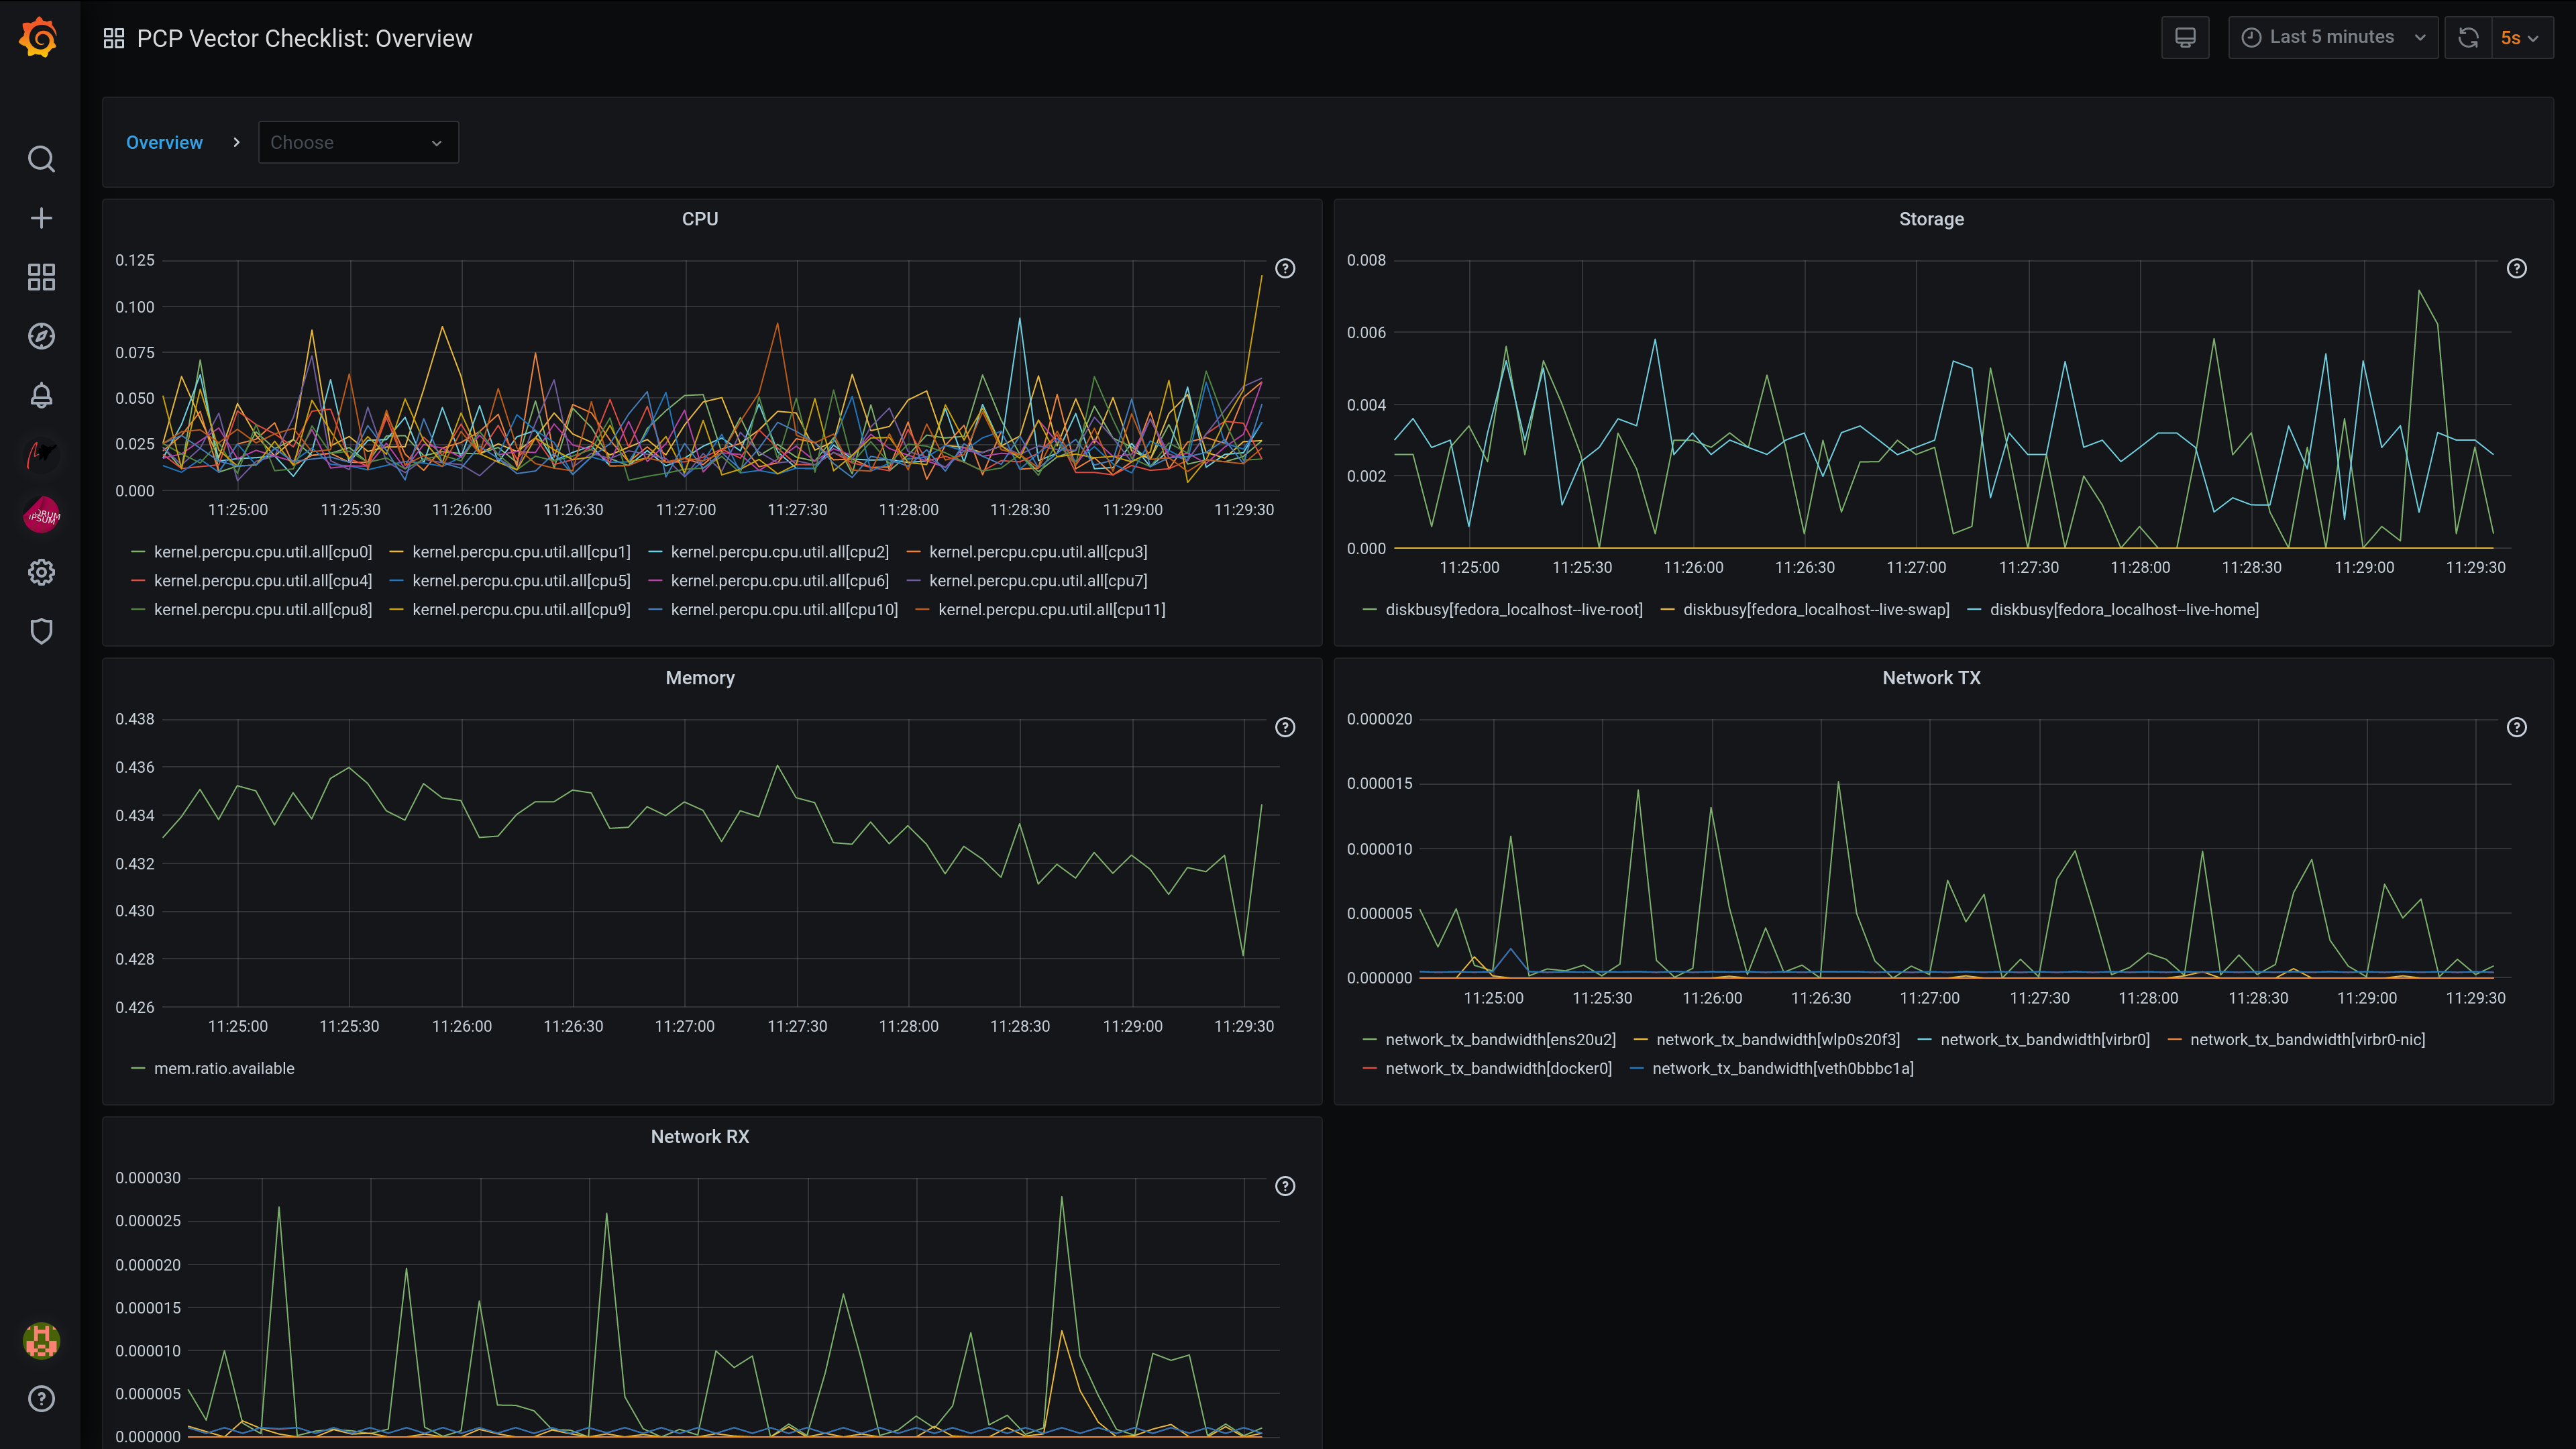 PCP Vector Checklist: Overview
Last 5 minutes
5s
Overview
Choose
CPU
0.125
0.100
0.075
0.050
0.025
0.000
11:25:00 11:25:30 11:26:00 11:26:30 11:27:00 11:27:30 11:28:00 11:28:30 11:29:00 11:29:30
kernel.percpu.cpu.util.all[cpu0] kernel.percpu.cpu.util.all[cpu1] kernel.percpu.cpu.util.all[cpu2] kernel.percpu.cpu.util.all[cpu3]
kernel.percpu.cpu.util.all[cpu4] kernel.percpu.cpu.util.all[cpu5] kernel.percpu.cpu.util.all[cpu6] kernel.percpu.cpu.util.all[cpu7]
kernel.percpu.cpu.util.all[cpu8] kernel.percpu.cpu.util.all[cpu9] kernel.percpu.cpu.util.all[cpu10] kernel.percpu.cpu.util.all[cpu11]
Storage
0.008
0.006
0.004
0.002
0.000
11:25:00 11:25:30 11:26:00 11:26:30 11:27:00 11:27:30 11:28:00 11:28:30 11:29:00 11:29:30
diskbusy[fedora_localhost--live-root] diskbusy[fedora_localhost--live-swap] diskbusy[fedora_localhost--live-home]
Memory
0.438
0.436
0.434
0.432
0.430
0.428
0.426
11:25:00 11:25:30 11:26:00 11:26:30 11:27:00 11:27:30 11:28:00 11:28:30 11:29:00 11:29:30
mem.ratio.available
Network TX
0.000020
0.000015
0.000010
0.000005
0.000000
11:25:00 11:25:30 11:26:00 11:26:30 11:27:00 11:27:30 11:28:00 11:28:30 11:29:00 11:29:30
network_tx_bandwidth[ens20u2] network_tx_bandwidth[wlp0s20f3] network_tx_bandwidth[virbr0] network_tx_bandwidth[virbr0-nic]
network_tx_bandwidth[docker0] network_tx_bandwidth[veth0bbbc1a]
Network RX
0.000030
0.000025
0.000020
0.000015
0.000010
0.000005
0.000000